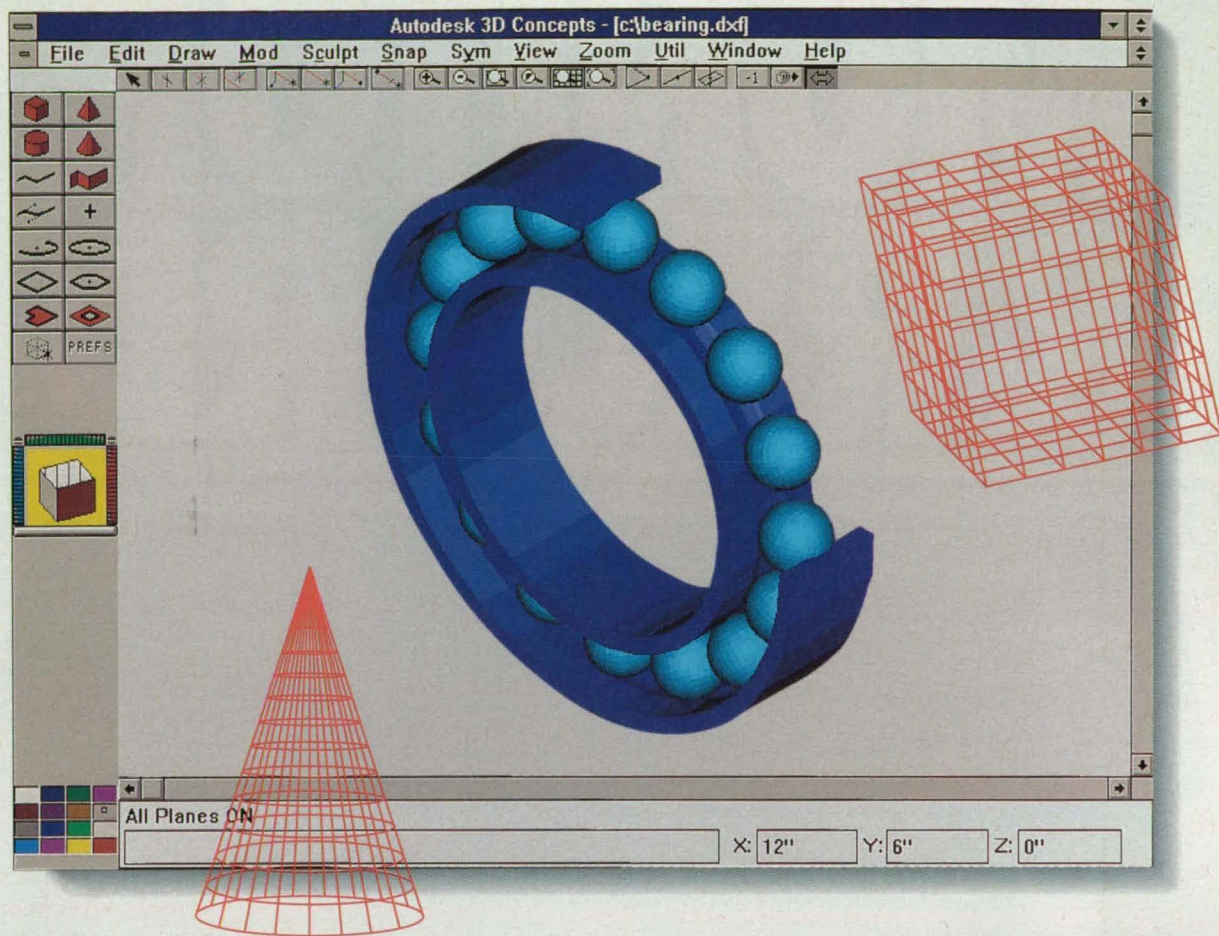 Autodesk 3D Concepts - [c:\bearing.dxf]
File Edit Draw Mod Sculpt Snap Sym View Zoom Util Window Help
-1
PREFS
All Planes ON
X: 12" Y: 6" Z: 0"